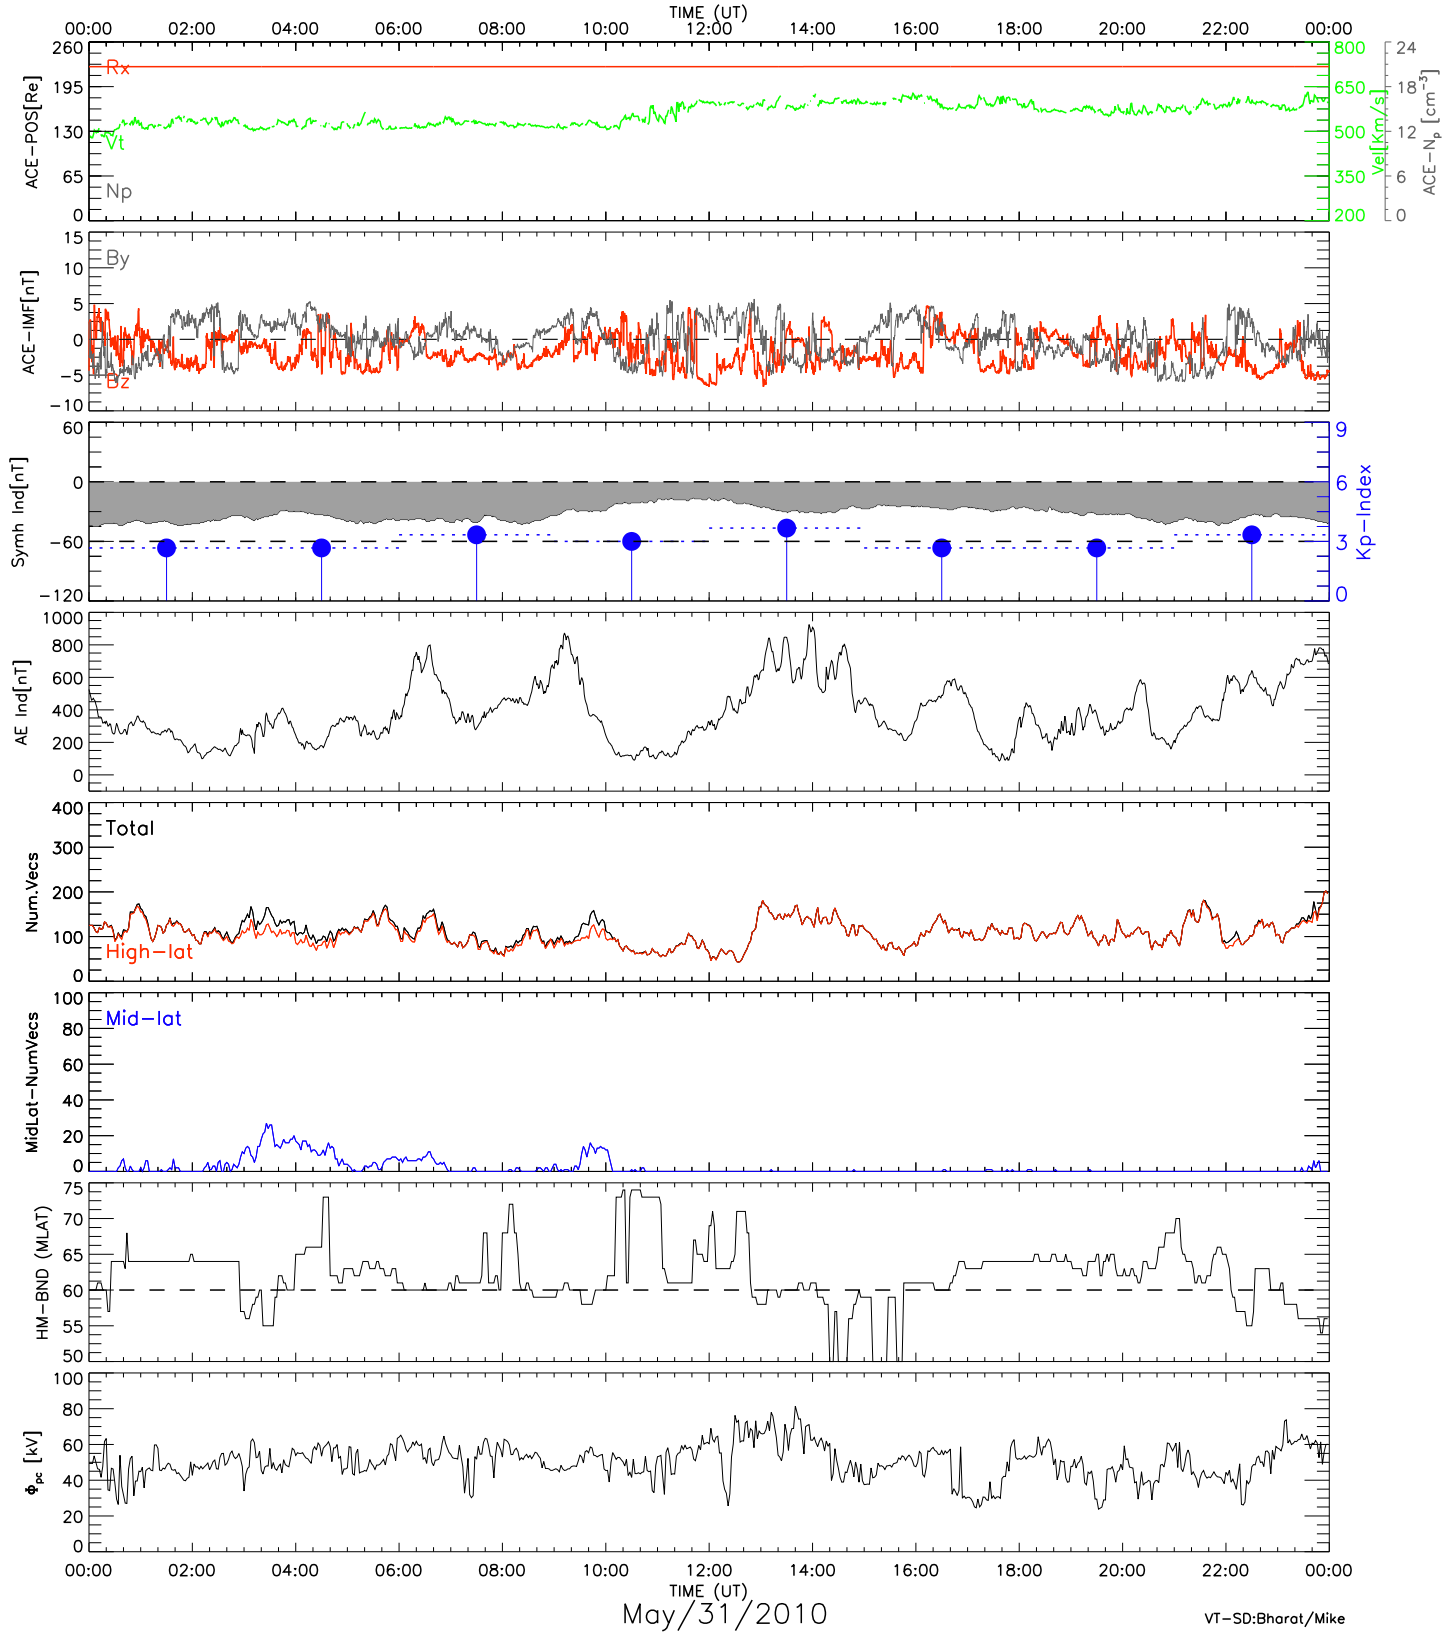 TIME (UT)
00:00 02:00 04:00 06:00 08:00 10:00 12:00 14:00 16:00 18:00 20:00 22:00 00:00
ACE-POS[Re]
260
195
130
65
0
Rx
Vt
Np
800
650
500
350
200
Vel[Km/s]
24
18
12
6
0
ACE-Np [cm⁻³]
ACE-IMF[nT]
15
10
5
0
-5
-10
By
Bz
Symh Ind[nT]
60
0
-60
-120
9
6
3
0
Kp-Index
AE Ind[nT]
1000
800
600
400
200
0
Num.Vecs
400
300
200
100
0
Total
High-lat
MidLat-NumVecs
100
80
60
40
20
0
Mid-lat
HM-BND (MLAT)
75
70
65
60
55
50
Φpc [kV]
100
80
60
40
20
0
00:00 02:00 04:00 06:00 08:00 10:00 12:00 14:00 16:00 18:00 20:00 22:00 00:00
TIME (UT)
May/31/2010
VT-SD:Bharat/Mike